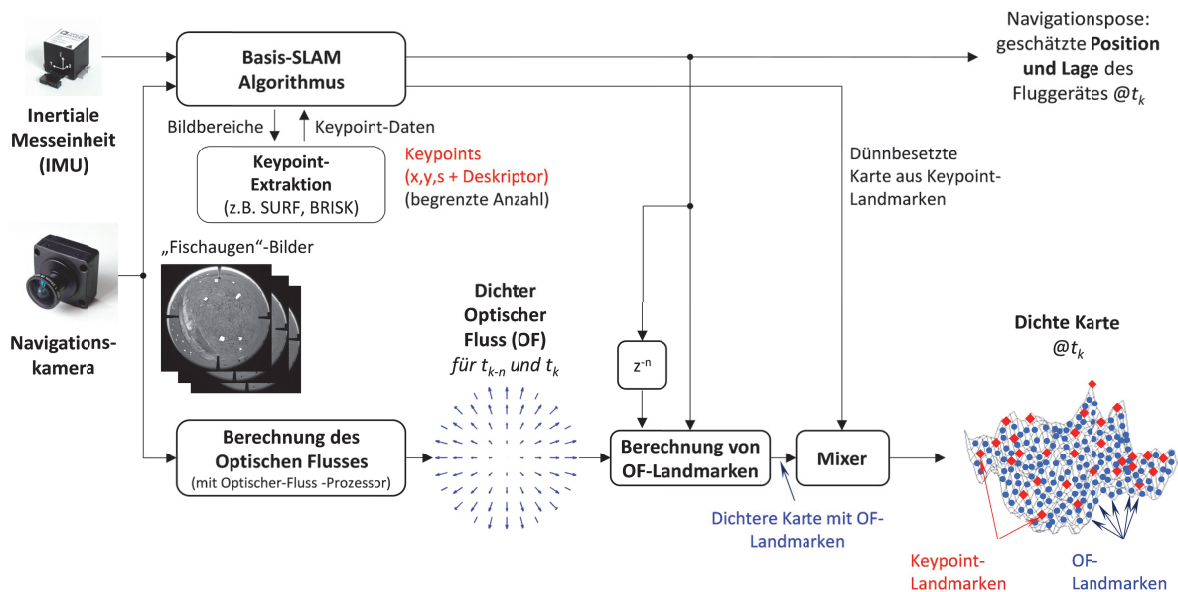 Inertiale
Messeinheit
(IMU)
Basis-SLAM
Algorithmus
Navigationspose:
geschätzte Position
und Lage des
Fluggerätes @tk
Bildbereiche
Keypoint-Daten
Keypoint-
Extraktion
(z.B. SURF, BRISK)
Keypoints
(x,y,s + Deskriptor)
(begrenzte Anzahl)
Dünnbesetzte
Karte aus Keypoint-
Landmarken
„Fischaugen“-Bilder
Navigations-
kamera
Dichter
Optischer
Fluss (OF)
für tk-n und tk
z-n
Dichte Karte
@tk
Berechnung des
Optischen Flusses
(mit Optischer-Fluss -Prozessor)
Berechnung von
OF-Landmarken
Mixer
Dichtere Karte mit OF-
Landmarken
Keypoint-
Landmarken
OF-
Landmarken